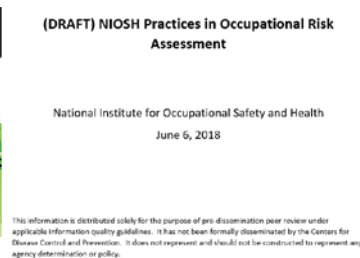 (DRAFT) NIOSH Practices in Occupational Risk
Assessment
National Institute for Occupational Safety and Health
June 6, 2018
This information is distributed solely for the purpose of pre-dissemination peer review under
applicable information quality guidelines. It has not been formally disseminated by the Centers for
Disease Control and Prevention. It does not represent and should not be constructed to represent any
agency determination or policy.